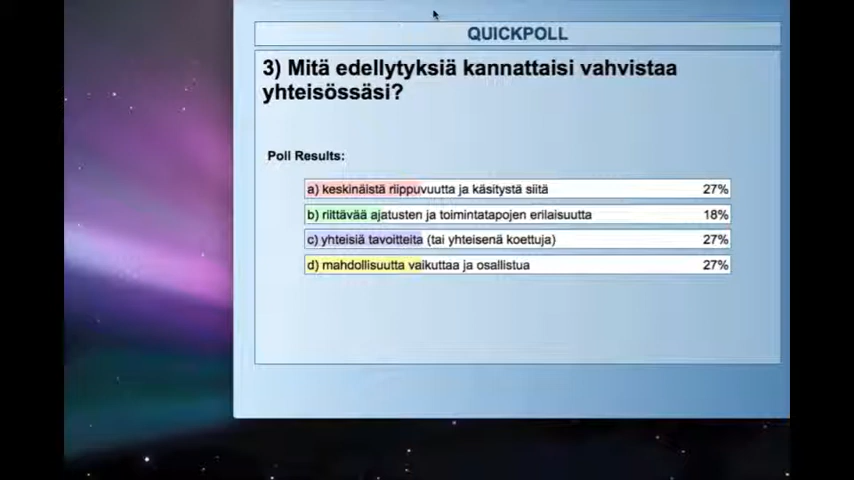 QUICKPOLL
3) Mitä edellytyksiä kannattaisi vahvistaa
yhteisössäsi?
Poll Results:
a) keskinäistä riippuvuutta ja käsitystä siitä 27%
b) riittävää ajatusten ja toimintatapojen erilaisuutta 18%
c) yhteisiä tavoitteita (tai yhteisenä koettuja) 27%
d) mahdollisuutta vaikuttaa ja osallistua 27%